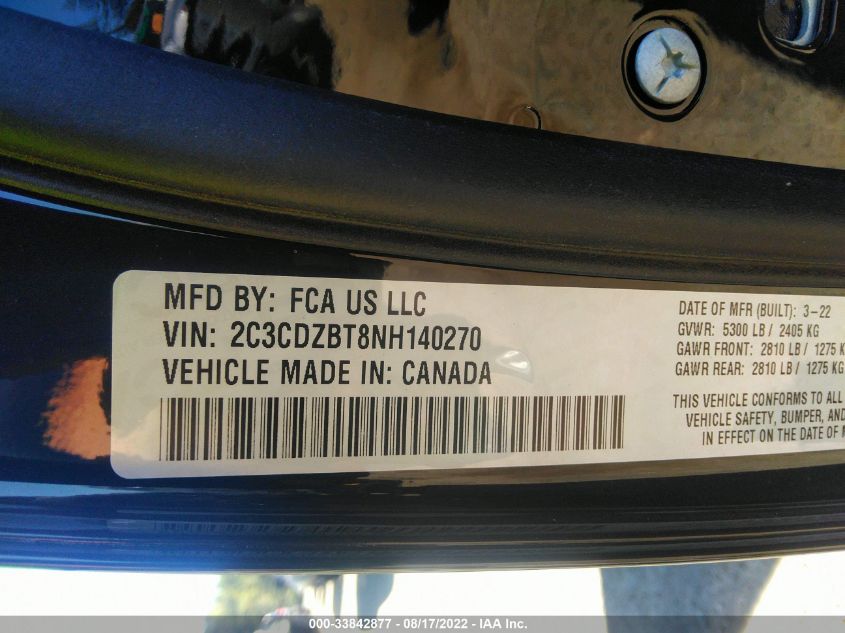 MFD BY: FCA US LLC
VIN: 2C3CDZBT8NH140270
VEHICLE MADE IN: CANADA
DATE OF MFR (BUILT): 3-22
GVWR: 5300 LB / 2405 KG
GAWR FRONT: 2810 LB / 1275 K
GAWR REAR: 2810 LB / 1275 KG
THIS VEHICLE CONFORMS TO ALL
VEHICLE SAFETY, BUMPER, AND
IN EFFECT ON THE DATE OF M
000-33842877 - 08/17/2022 - IAA Inc.